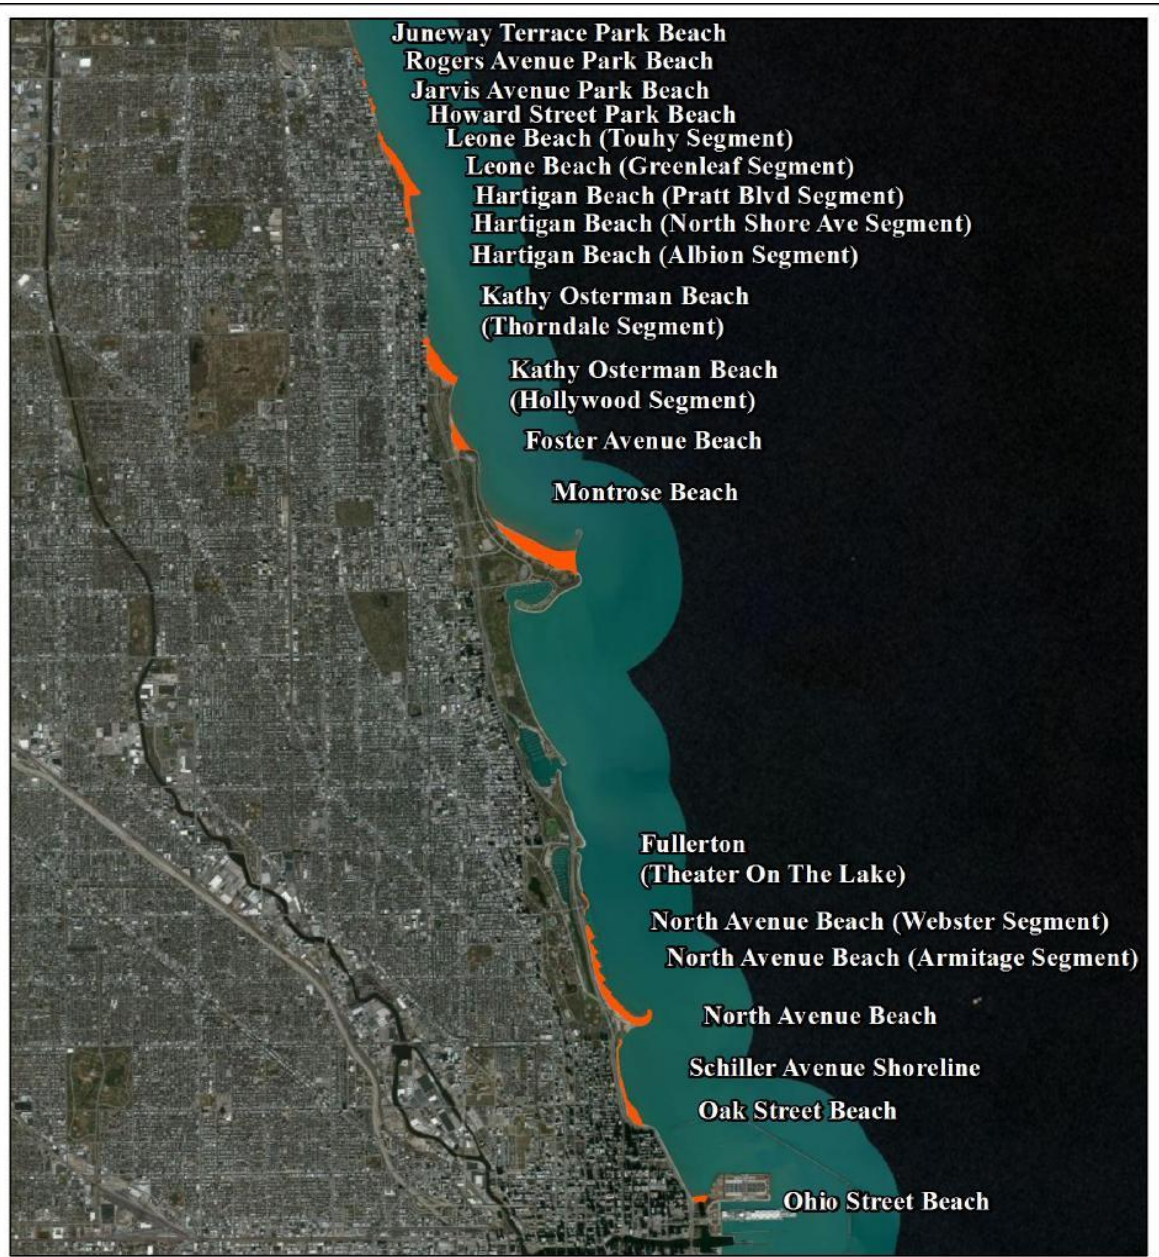 Juneway Terrace Park Beach
Rogers Avenue Park Beach
Jarvis Avenue Park Beach
Howard Street Park Beach
Leone Beach (Touhy Segment)
Leone Beach (Greenleaf Segment)
Hartigan Beach (Pratt Blvd Segment)
Hartigan Beach (North Shore Ave Segment)
Hartigan Beach (Albion Segment)
Kathy Osterman Beach
(Thorndale Segment)
Kathy Osterman Beach
(Hollywood Segment)
Foster Avenue Beach
Montrose Beach
Fullerton
(Theater On The Lake)
North Avenue Beach (Webster Segment)
North Avenue Beach (Armitage Segment)
North Avenue Beach
Schiller Avenue Shoreline
Oak Street Beach
Ohio Street Beach